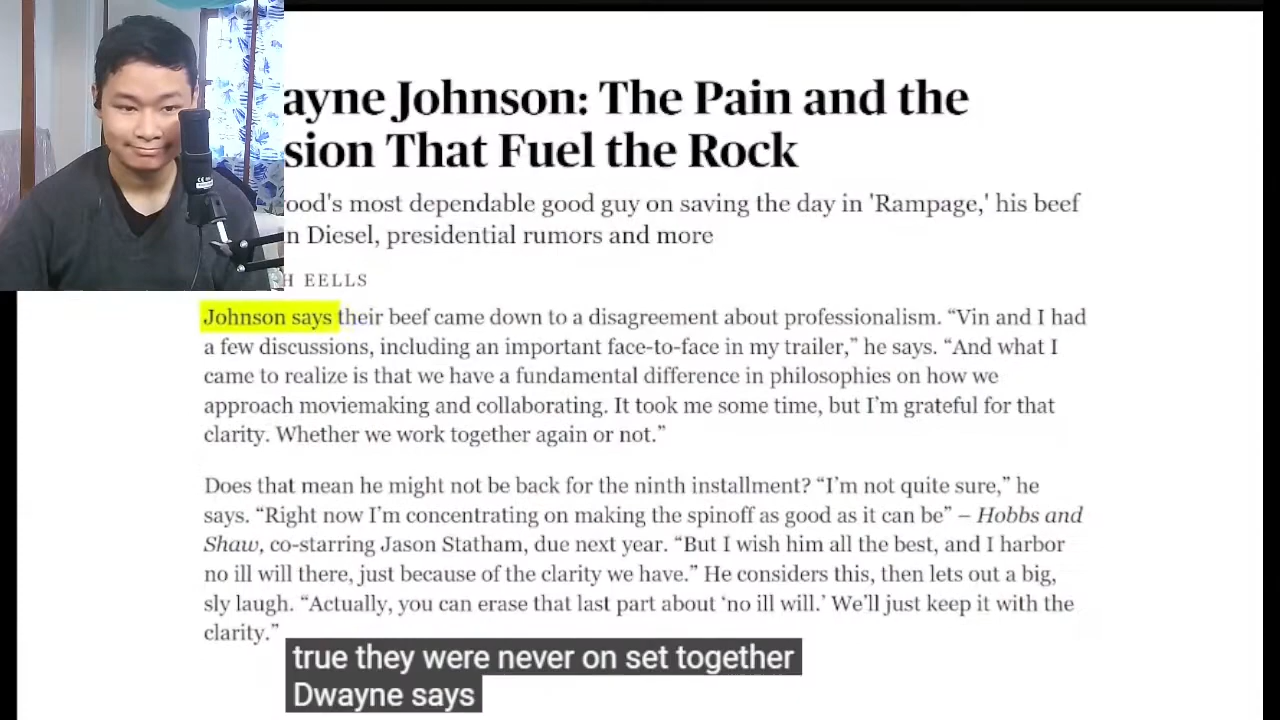 ayne Johnson: The Pain and the
sion That Fuel the Rock
ood's most dependable good guy on saving the day in 'Rampage,' his beef
n Diesel, presidential rumors and more
H EELLS
Johnson says their beef came down to a disagreement about professionalism. “Vin and I had
a few discussions, including an important face-to-face in my trailer,” he says. “And what I
came to realize is that we have a fundamental difference in philosophies on how we
approach moviemaking and collaborating. It took me some time, but I’m grateful for that
clarity. Whether we work together again or not.”
Does that mean he might not be back for the ninth installment? “I’m not quite sure,” he
says. “Right now I’m concentrating on making the spinoff as good as it can be” – Hobbs and
Shaw, co-starring Jason Statham, due next year. “But I wish him all the best, and I harbor
no ill will there, just because of the clarity we have.” He considers this, then lets out a big,
sly laugh. “Actually, you can erase that last part about ‘no ill will.’ We’ll just keep it with the
clarity.”
true they were never on set together
Dwayne says